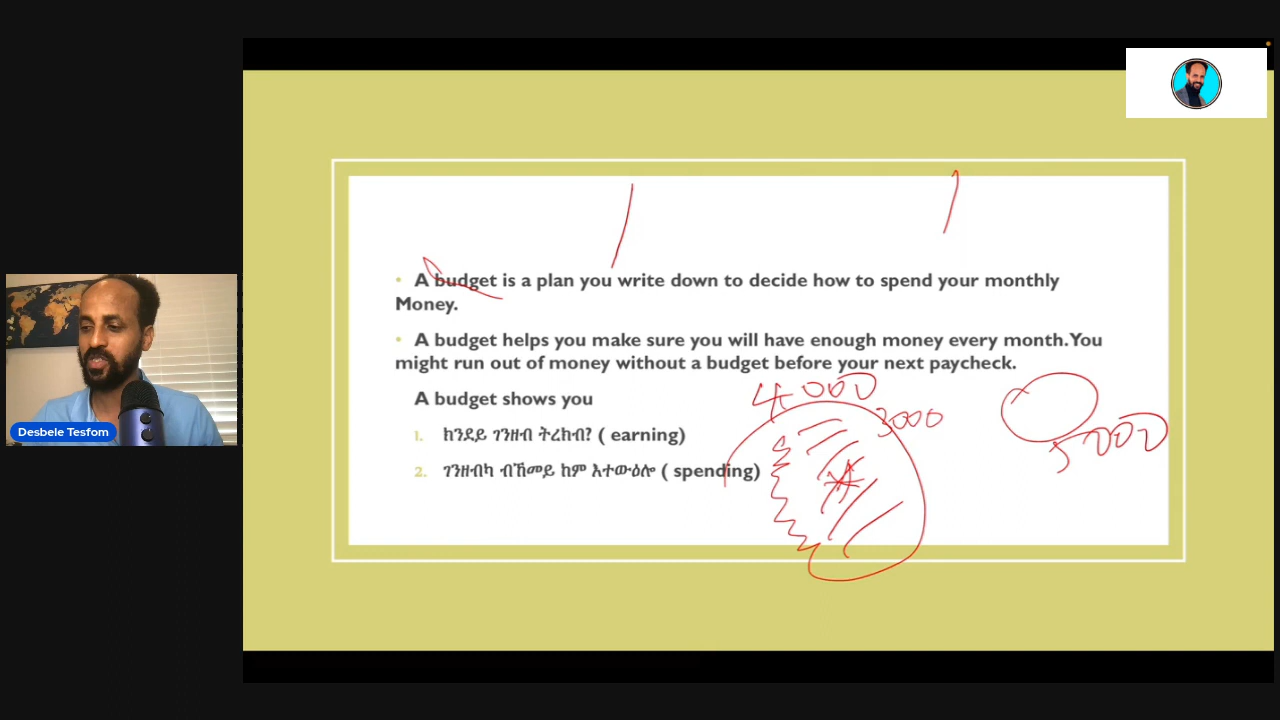 • A budget is a plan you write down to decide how to spend your monthly
Money.
• A budget helps you make sure you will have enough money every month.You
might run out of money without a budget before your next paycheck.
A budget shows you
1. ክንደይ ገንዘብ ትረክብ? ( earning)
2. ገንዘብካ ብኸመይ ከም እተውዕሎ ( spending)
4000
3000
5000
Desbele Tesfom